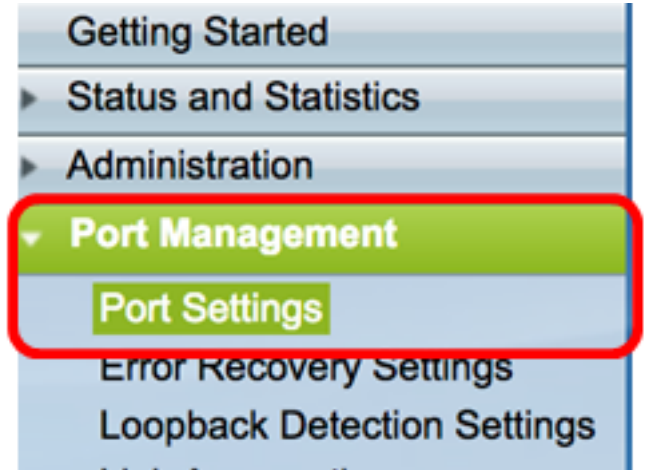 Getting Started
Status and Statistics
Administration
Port Management
Port Settings
Error Recovery Settings
Loopback Detection Settings